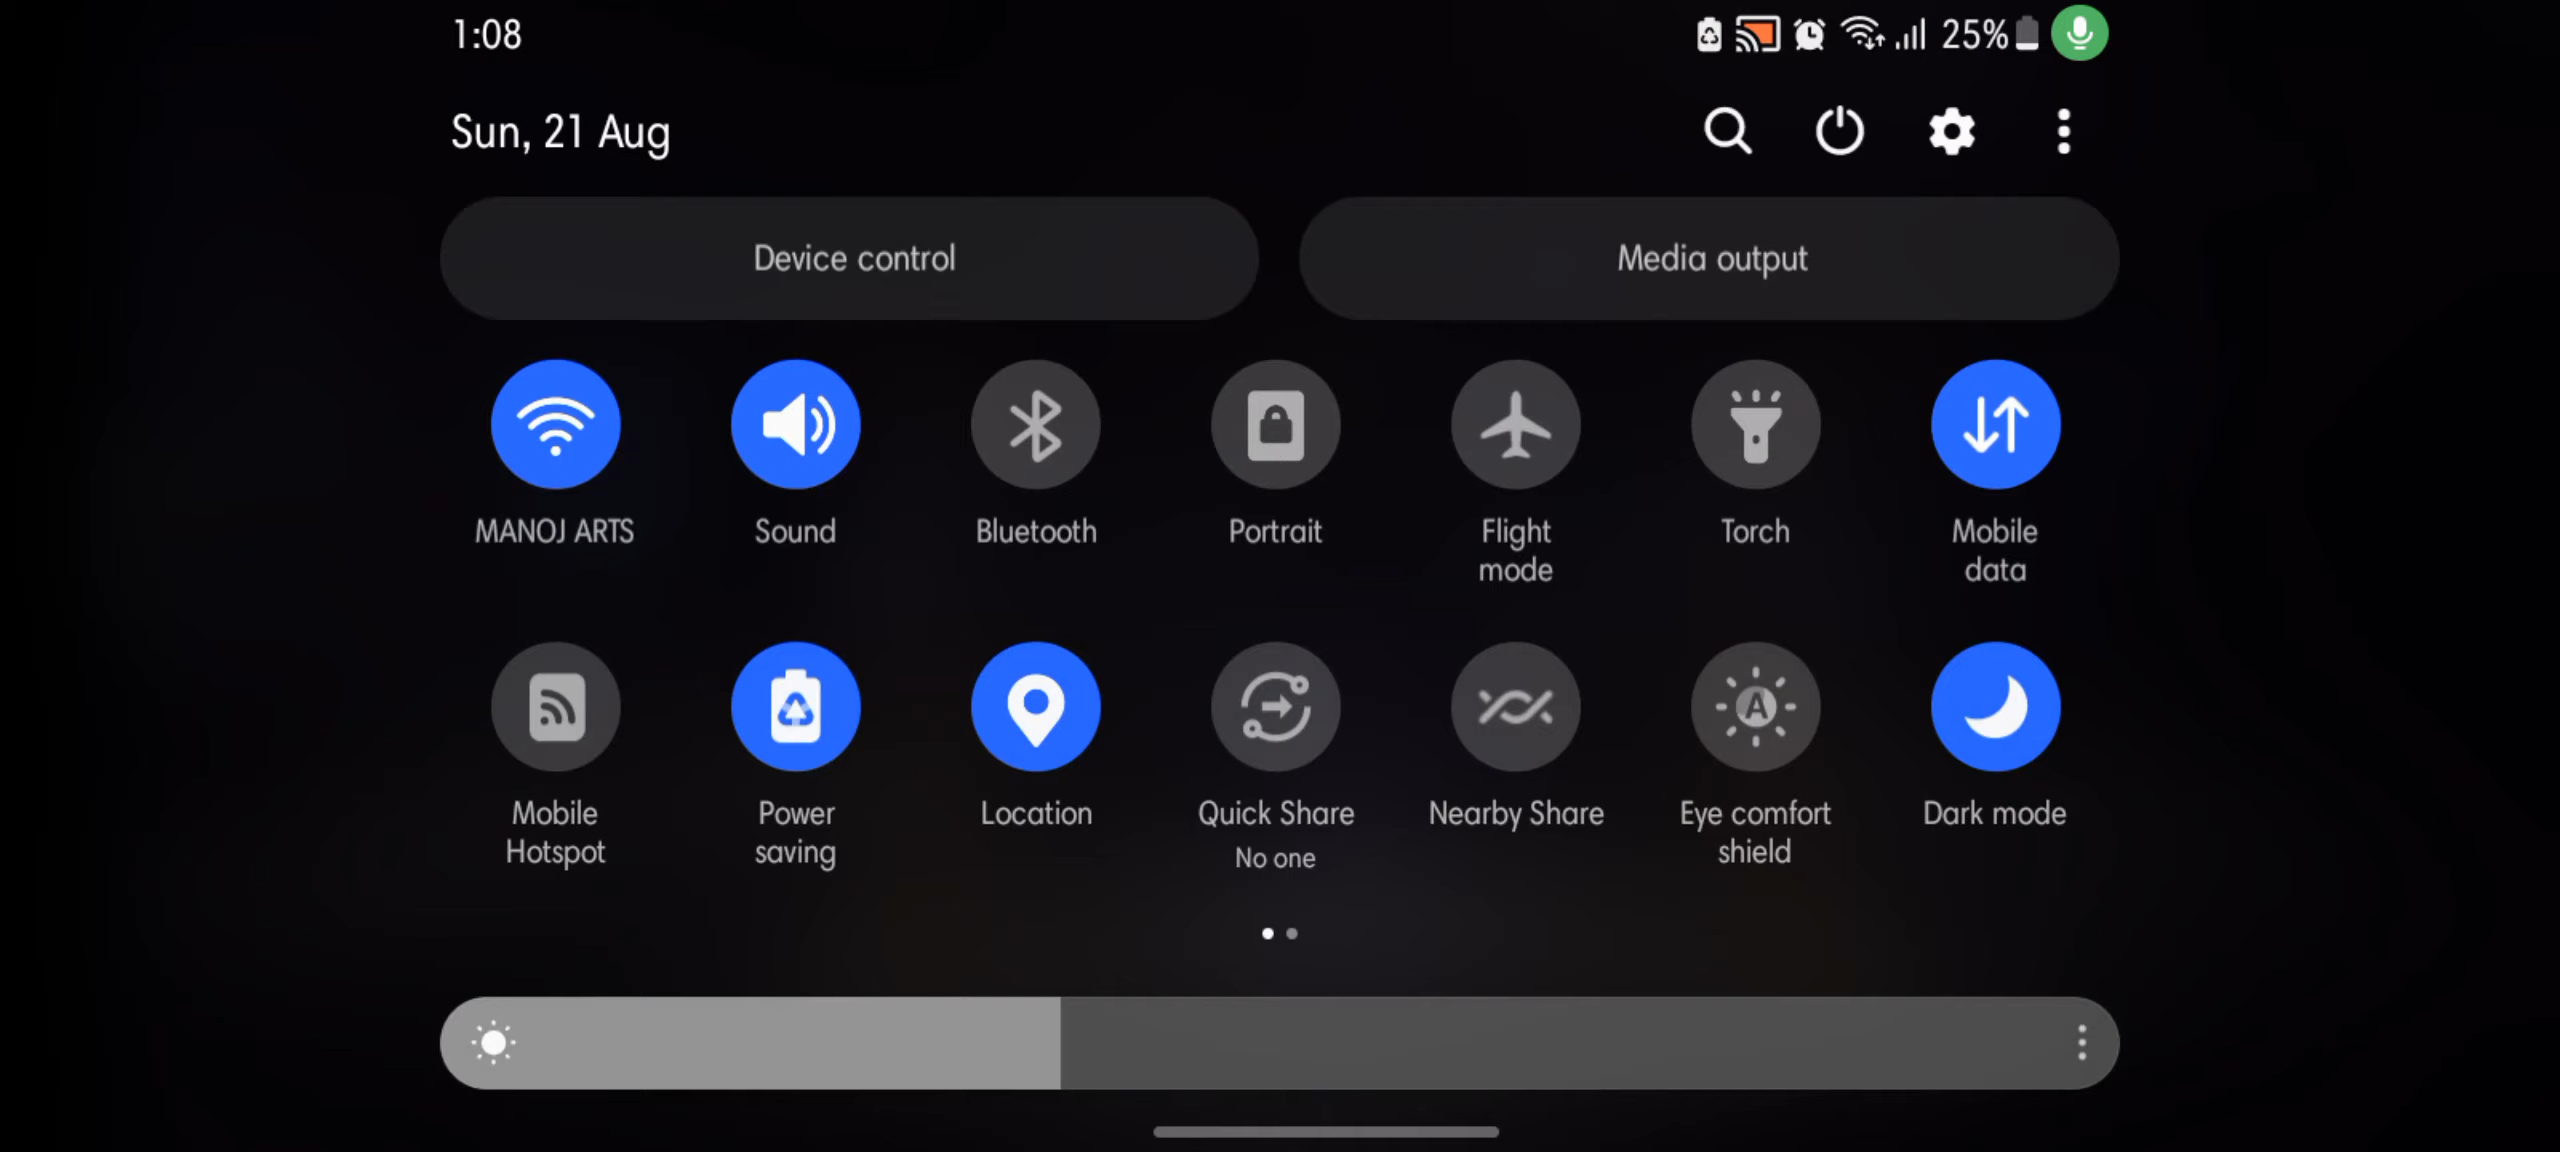 1:08
25%
Sun, 21 Aug
Device control
Media output
MANOJ ARTS
Sound
Bluetooth
Portrait
Flight
mode
Torch
Mobile
data
Mobile
Hotspot
Power
saving
Location
Quick Share
No one
Nearby Share
Eye comfort
shield
Dark mode